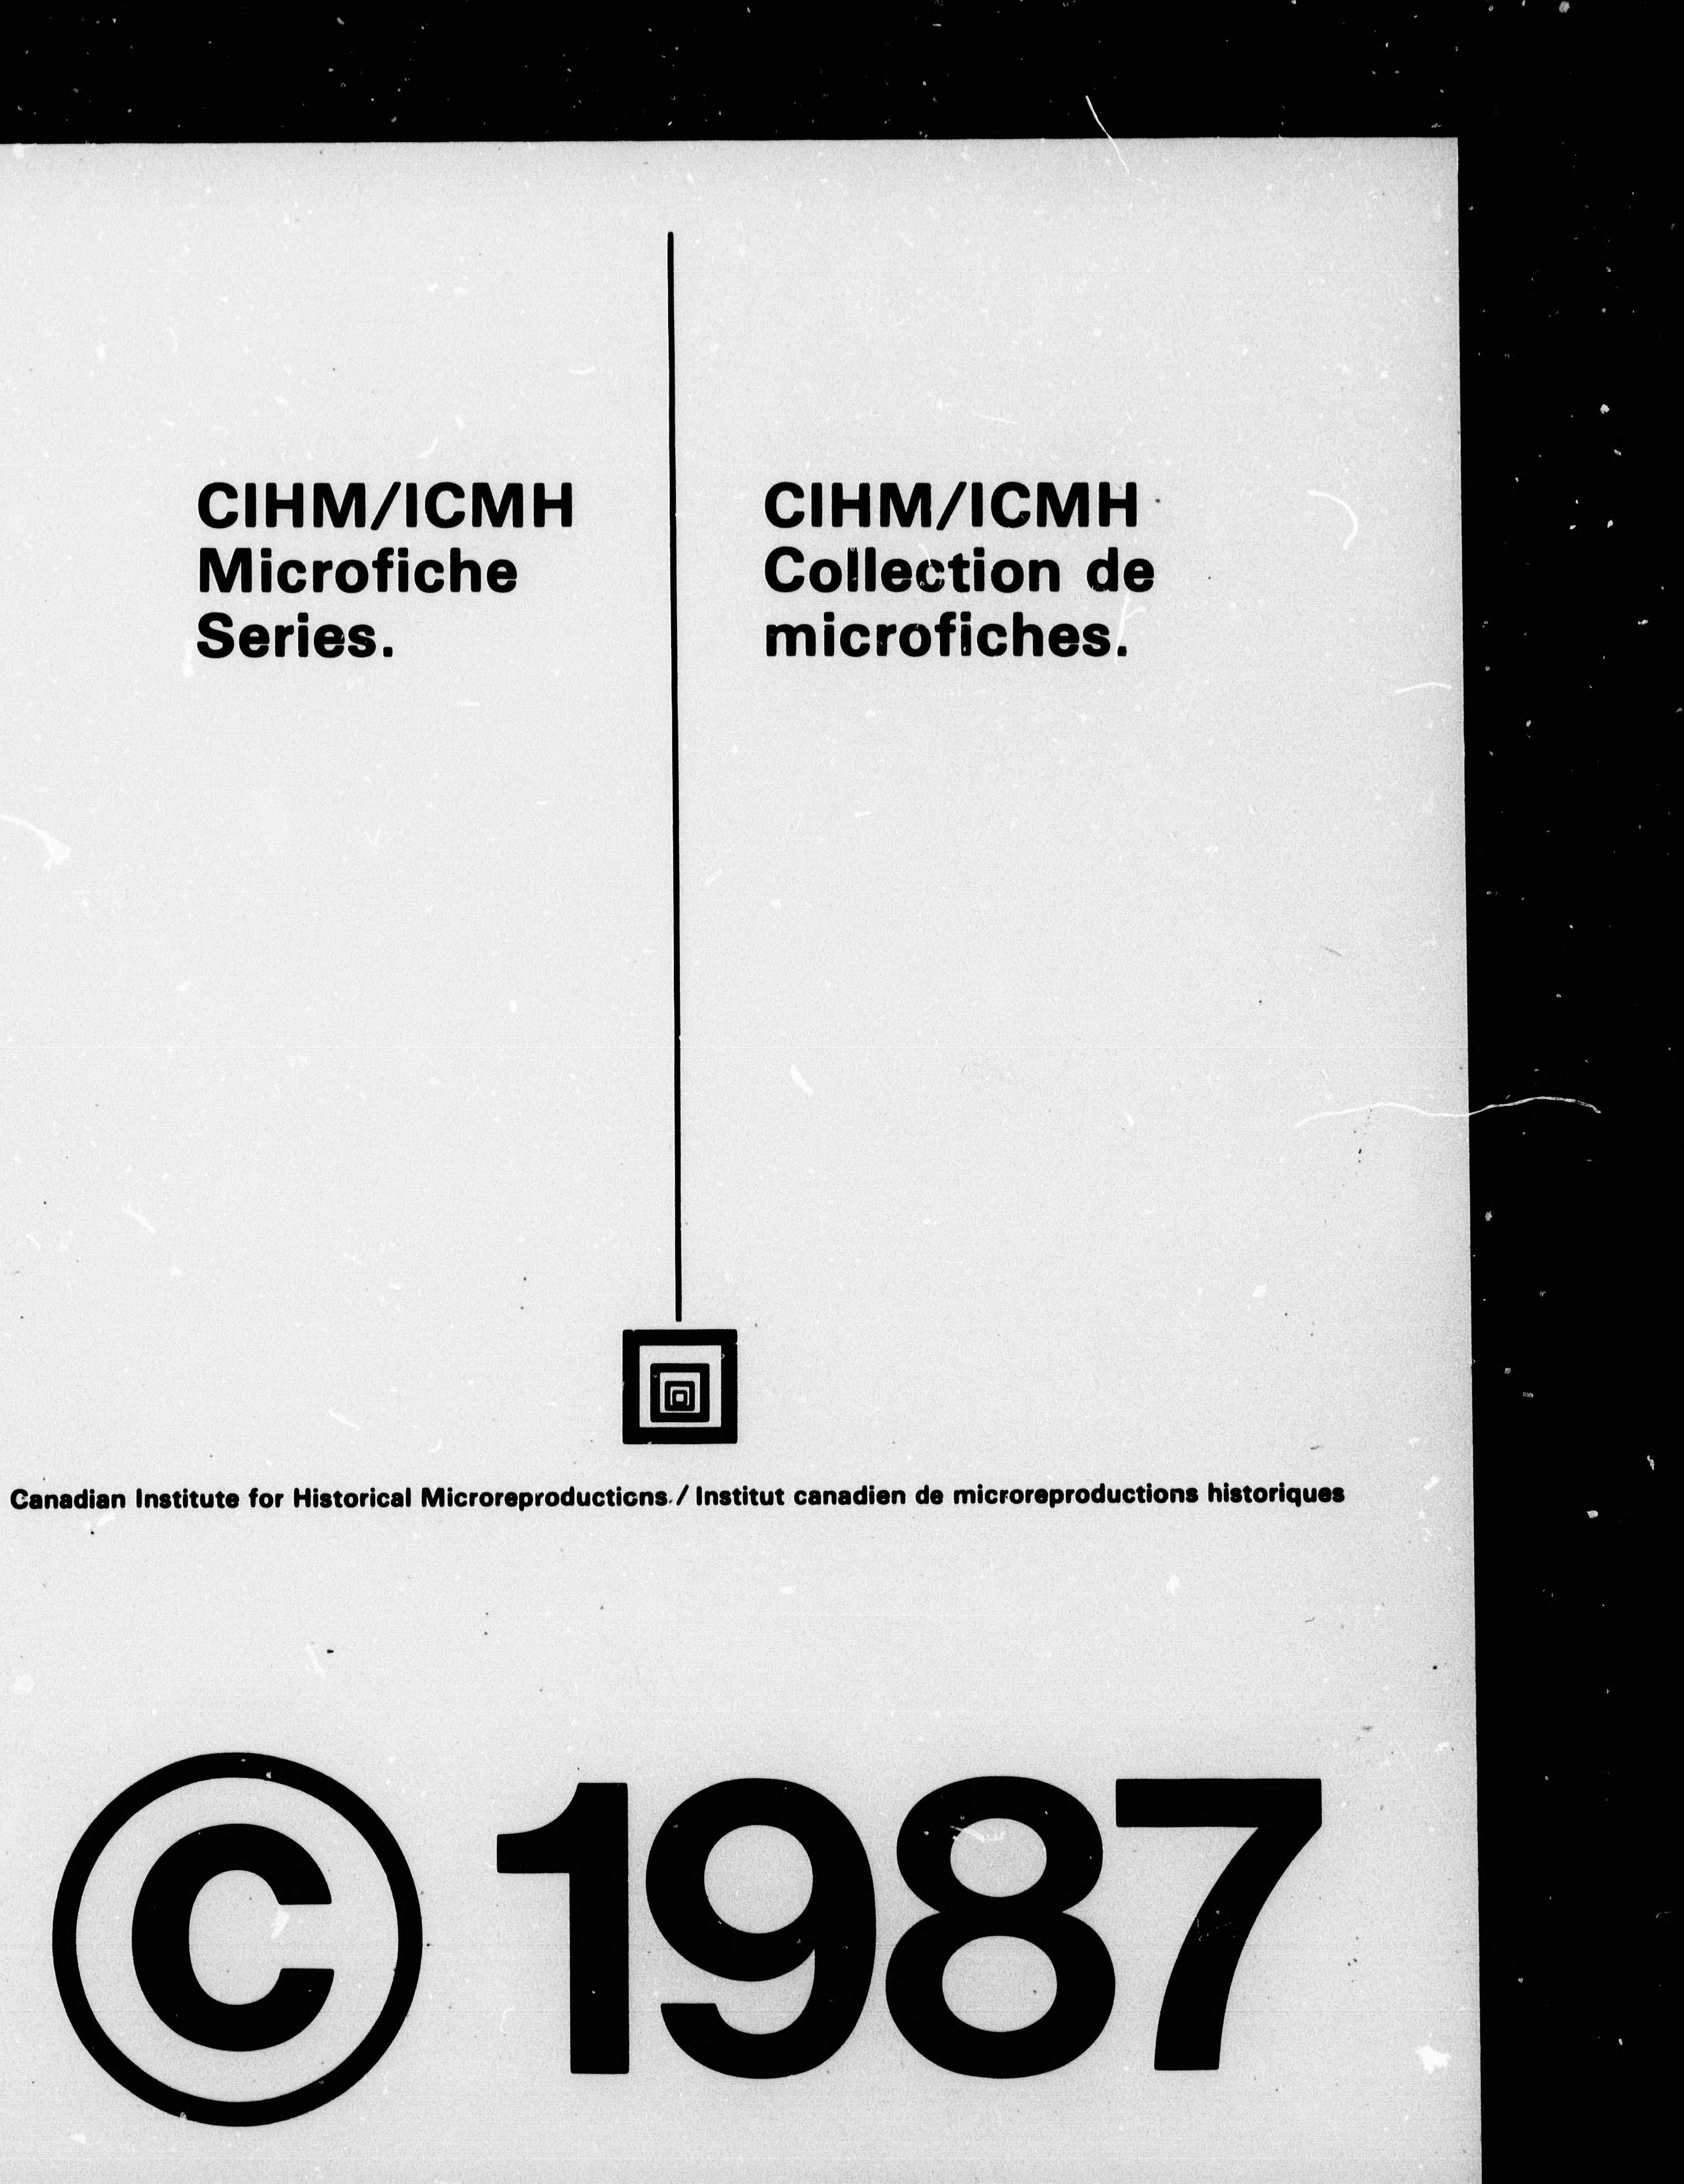 CIHM/ICMH
Microfiche
Series.
CIHM/ICMH
Collection de
microfiches.
Canadian Institute for Historical Microreproductions / Institut canadien de microreproductions historiques
© 1987